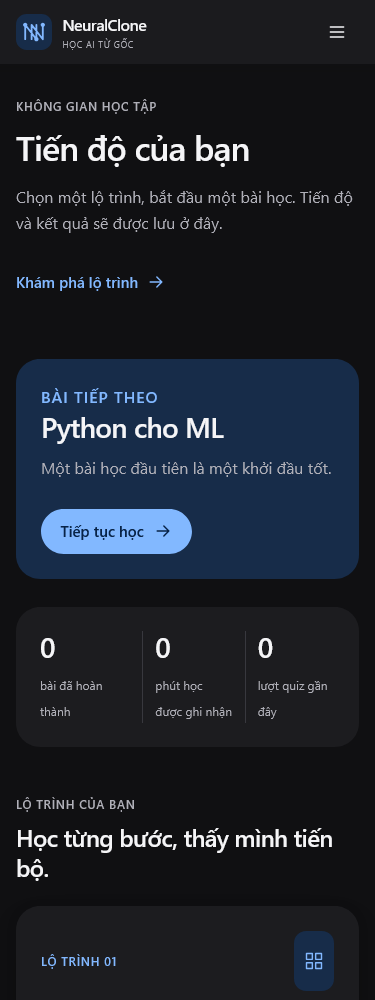 NeuralClone
HỌC AI TỪ GỐC
KHÔNG GIAN HỌC TẬP
Tiến độ của bạn
Chọn một lộ trình, bắt đầu một bài học. Tiến độ
và kết quả sẽ được lưu ở đây.
Khám phá lộ trình
BÀI TIẾP THEO
Python cho ML
Một bài học đầu tiên là một khởi đầu tốt.
Tiếp tục học
0
bài đã hoàn
thành
0
phút học
được ghi nhận
0
lượt quiz gần
đây
LỘ TRÌNH CỦA BẠN
Học từng bước, thấy mình tiến
bộ.
LỘ TRÌNH 01